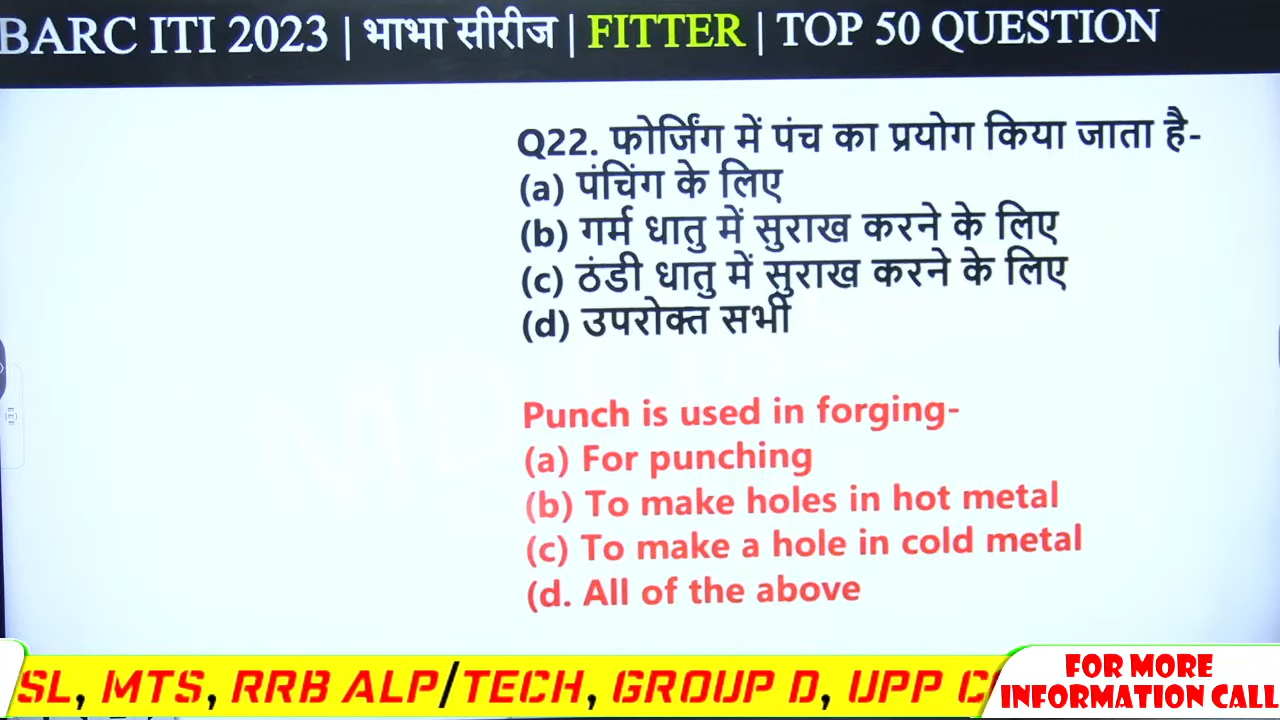 BARC ITI 2023 | भाभा सीरीज | FITTER | TOP 50 QUESTION
Q22. फोर्जिंग में पंच का प्रयोग किया जाता है-
(a) पंचिंग के लिए
(b) गर्म धातु में सुराख करने के लिए
(c) ठंडी धातु में सुराख करने के लिए
(d) उपरोक्त सभी
Punch is used in forging-
(a) For punching
(b) To make holes in hot metal
(c) To make a hole in cold metal
(d. All of the above
SL, MTS, RRB ALP/TECH, GROUP D, UPP
FOR MORE
INFORMATION CALL